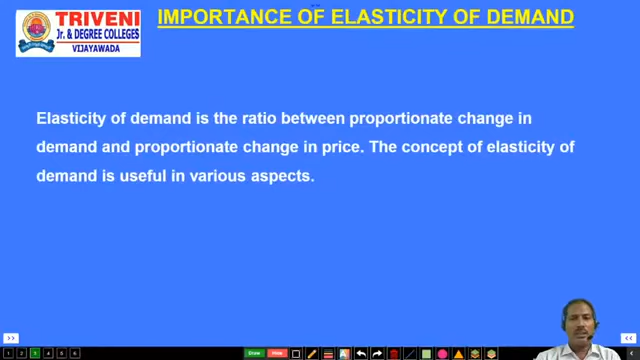 TRIVENI
Jr. & DEGREE COLLEGES
VIJAYAWADA
IMPORTANCE OF ELASTICITY OF DEMAND
Elasticity of demand is the ratio between proportionate change in
demand and proportionate change in price. The concept of elasticity of
demand is useful in various aspects.
>>
1 2 3 4 5 6
Draw Hide
<<